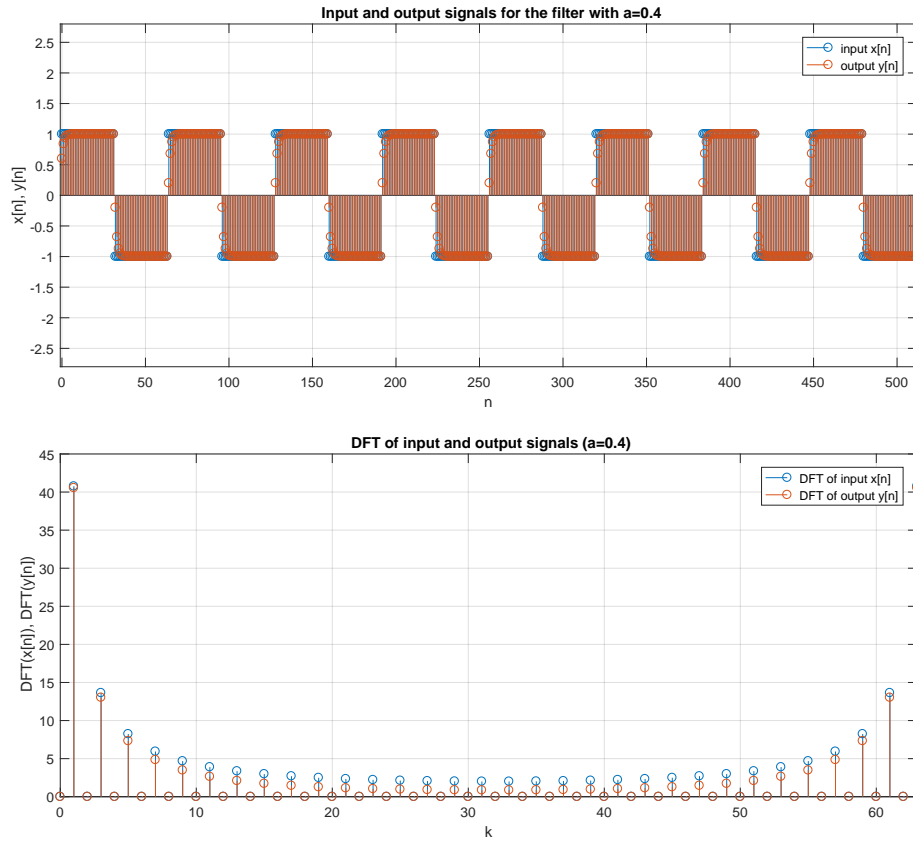 Input and output signals for the filter with a=0.4
input x[n]
output y[n]
2.5
2
1.5
1
0.5
0
-0.5
-1
-1.5
-2
-2.5
x[n], y[n]
0 50 100 150 200 250 300 350 400 450 500
n
DFT of input and output signals (a=0.4)
DFT of input x[n]
DFT of output y[n]
45
40
35
30
25
20
15
10
5
0
DFT(x[n]), DFT(y[n])
0 10 20 30 40 50 60
k